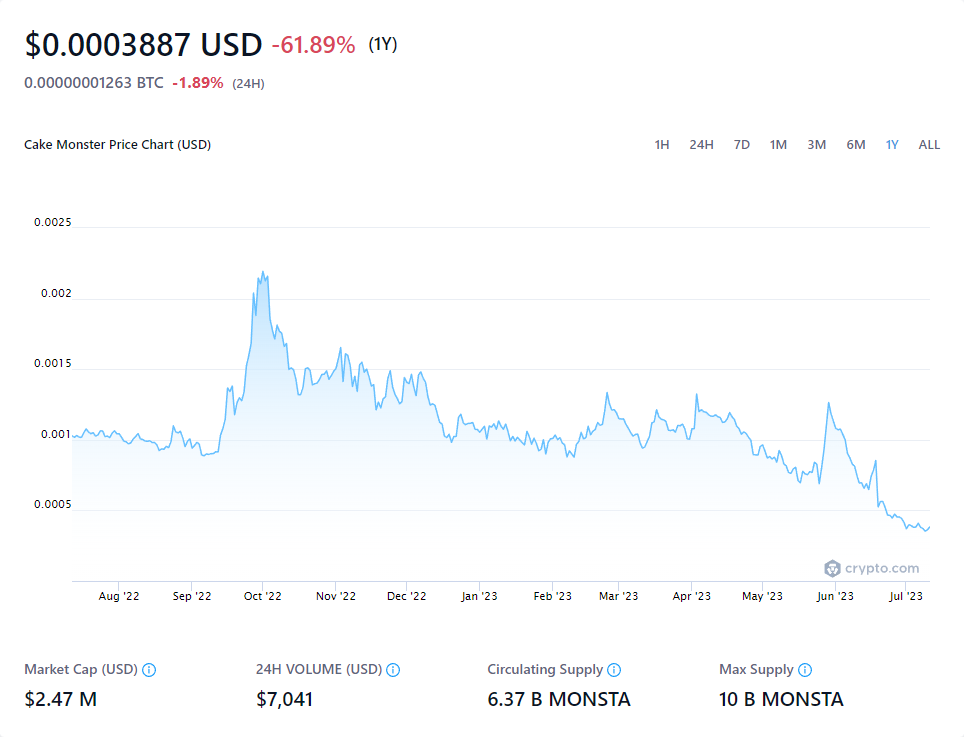 $0.0003887 USD -61.89% (1Y)
0.00000001263 BTC -1.89% (24H)
Cake Monster Price Chart (USD) 1H 24H 7D 1M 3M 6M 1Y ALL
0.0025
0.002
0.0015
0.001
0.0005
crypto.com
Aug '22 Sep '22 Oct '22 Nov '22 Dec '22 Jan '23 Feb '23 Mar '23 Apr '23 May '23 Jun '23 Jul '23
Market Cap (USD) 24H VOLUME (USD) Circulating Supply Max Supply
$2.47 M $7,041 6.37 B MONSTA 10 B MONSTA